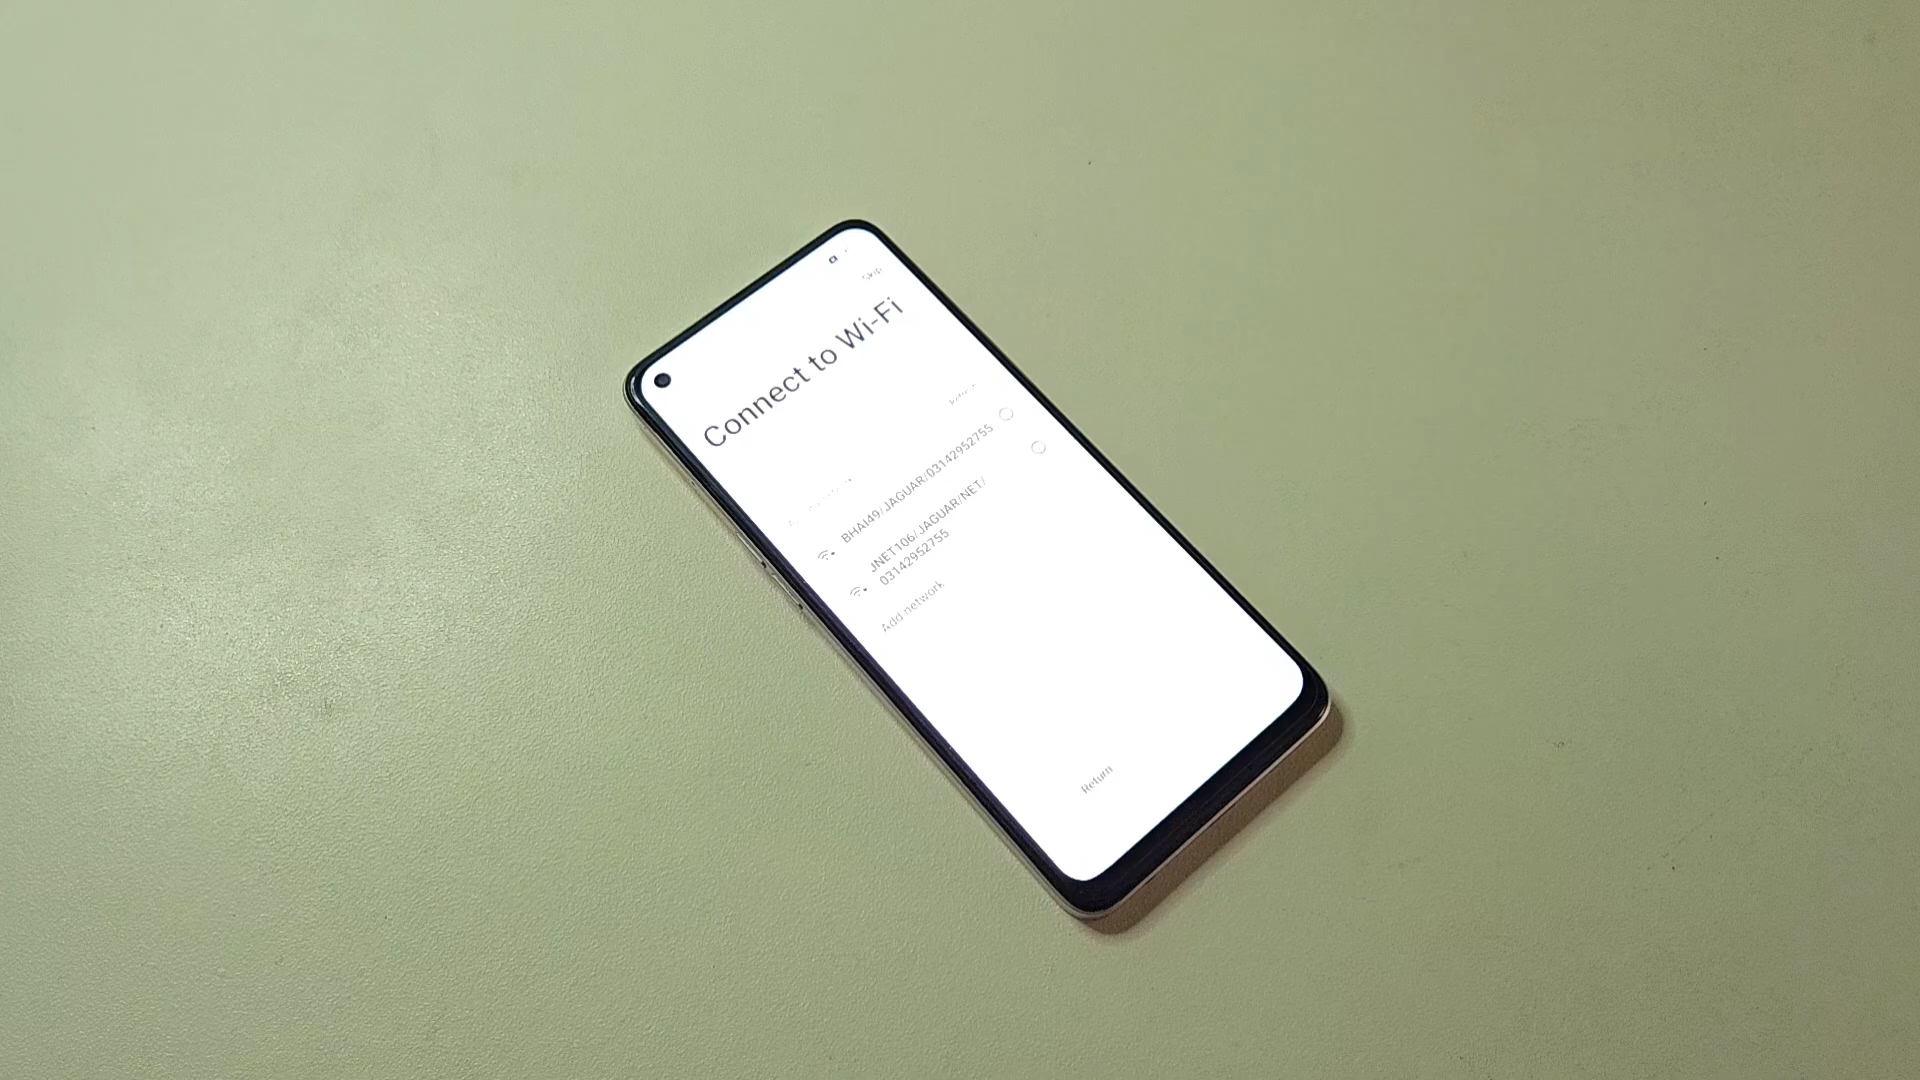 Skip
Connect to Wi-Fi
Refresh
BHAI49/JAGUAR/03142952755
JNET106/JAGUAR/NET/
03142952755
Add network
Return